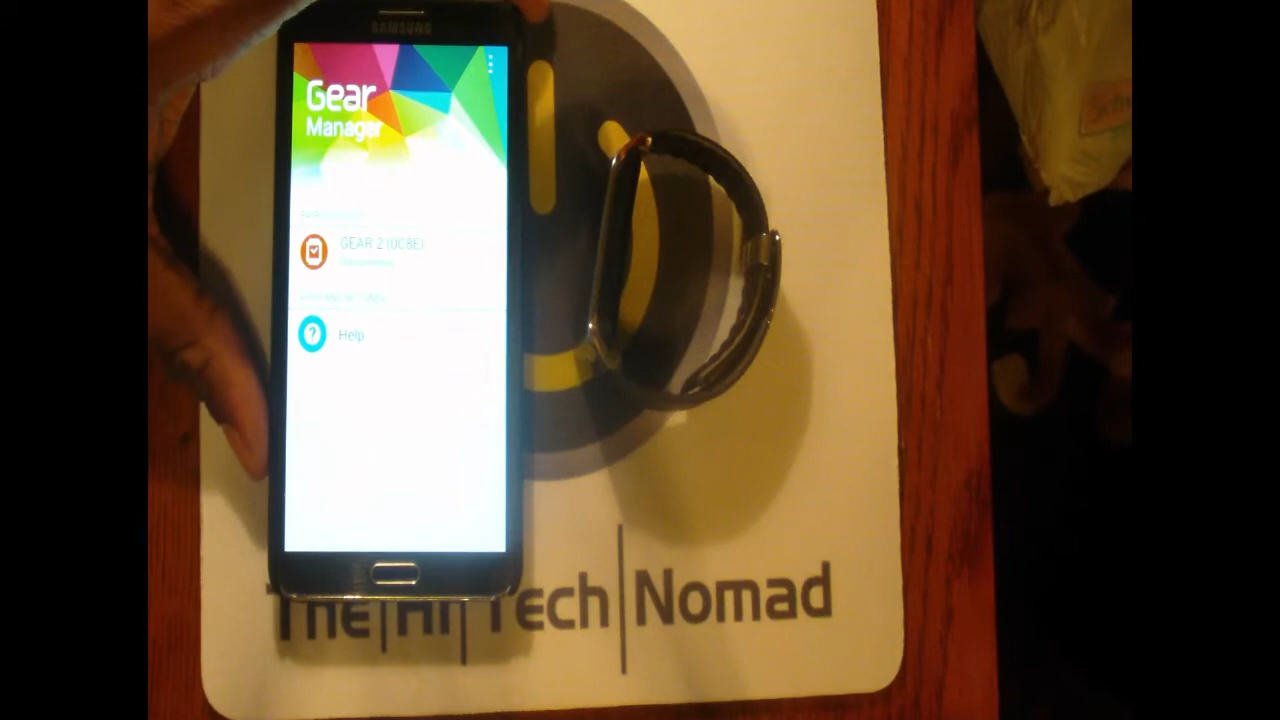 SAMSUNG
Gear
Manager
GEAR 2 (0C8E)
Help
The|Hi|Tech|Nomad